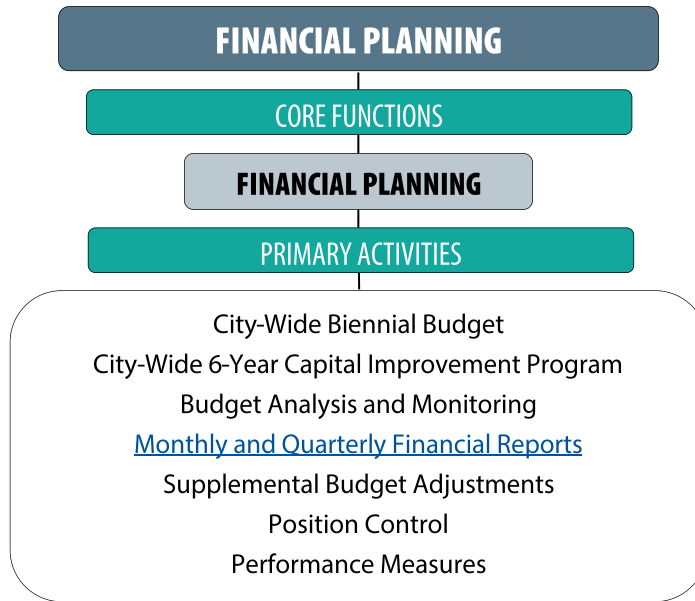 FINANCIAL PLANNING
CORE FUNCTIONS
FINANCIAL PLANNING
PRIMARY ACTIVITIES
City-Wide Biennial Budget
City-Wide 6-Year Capital Improvement Program
Budget Analysis and Monitoring
Monthly and Quarterly Financial Reports
Supplemental Budget Adjustments
Position Control
Performance Measures